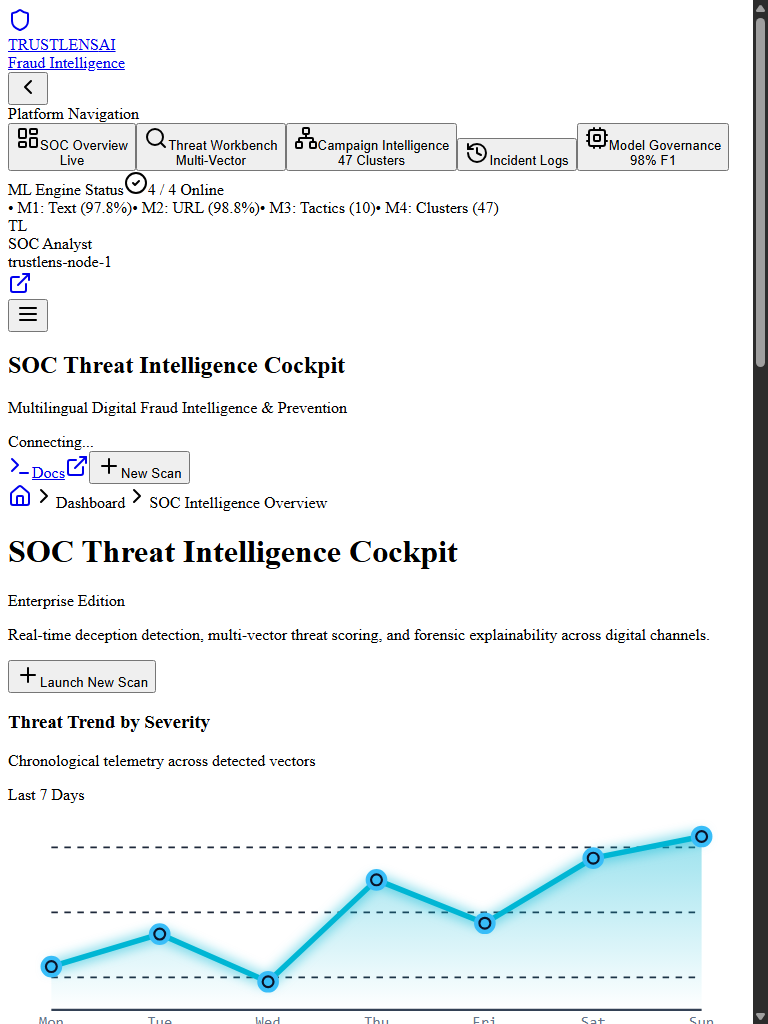 TRUSTLENSAI
Fraud Intelligence
Platform Navigation
SOC Overview
Live
Threat Workbench
Multi-Vector
Campaign Intelligence
47 Clusters
Incident Logs
Model Governance
98% F1
ML Engine Status 4 / 4 Online
• M1: Text (97.8%)• M2: URL (98.8%)• M3: Tactics (10)• M4: Clusters (47)
TL
SOC Analyst
trustlens-node-1
SOC Threat Intelligence Cockpit
Multilingual Digital Fraud Intelligence & Prevention
Connecting...
Docs New Scan
Dashboard SOC Intelligence Overview
SOC Threat Intelligence Cockpit
Enterprise Edition
Real-time deception detection, multi-vector threat scoring, and forensic explainability across digital channels.
Launch New Scan
Threat Trend by Severity
Chronological telemetry across detected vectors
Last 7 Days
Mon Tue Wed Thu Fri Sat Sun